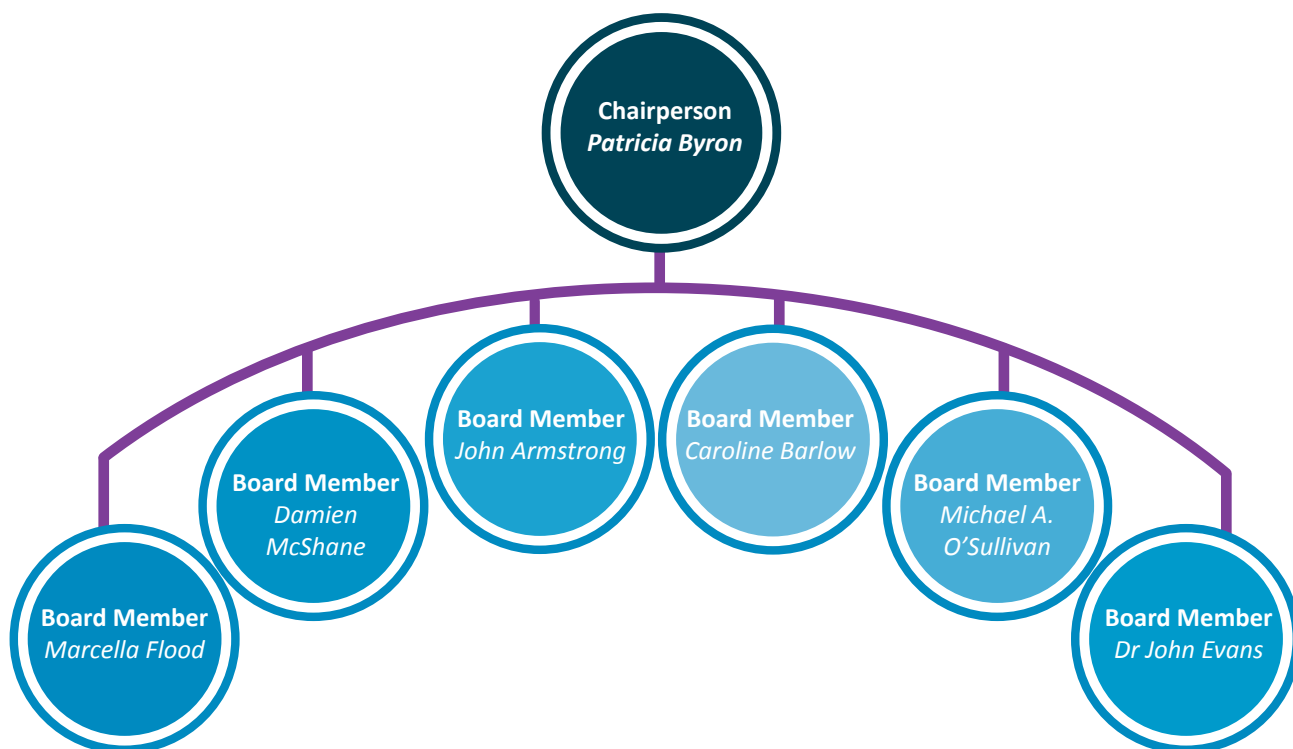 Chairperson
Patricia Byron
Board Member
John Armstrong
Board Member
Caroline Barlow
Board Member
Damien
McShane
Board Member
Michael A.
O’Sullivan
Board Member
Marcella Flood
Board Member
Dr John Evans